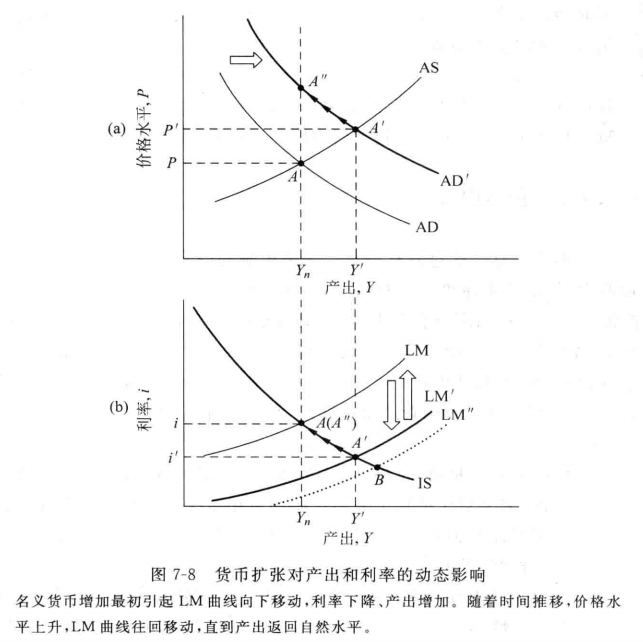 (a)
价格水平, P
P′
P
A″
A′
A
AS
AD′
AD
Yn
Y′
产出, Y
(b)
利率, i
i
i′
A(A″)
A′
B
LM
LM′
LM″
IS
Yn
Y′
产出, Y
图 7-8 货币扩张对产出和利率的动态影响
名义货币增加最初引起 LM 曲线向下移动,利率下降、产出增加。随着时间推移,价格水
平上升,LM 曲线往回移动,直到产出返回自然水平。